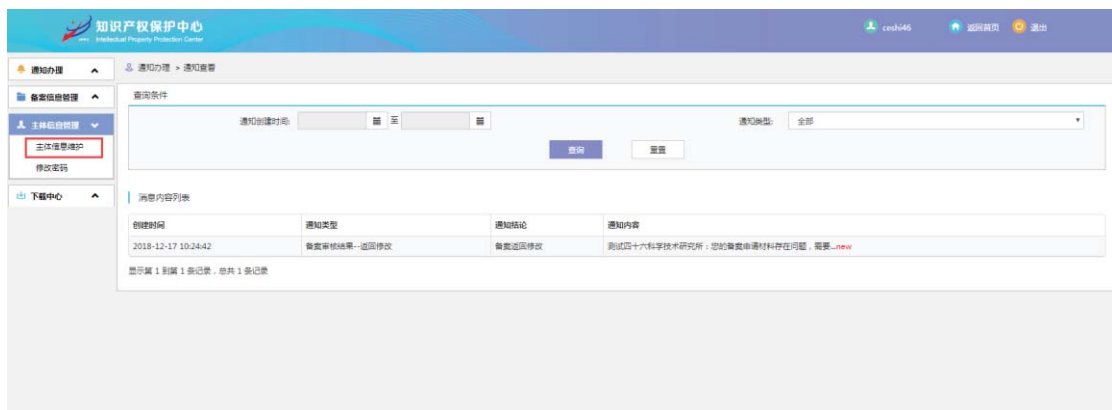 知识产权保护中心
Intellectual Property Protection Center
ceshi46
返回首页
退出
通知办理
通知办理 > 通知查看
备案信息管理
查询条件
主体信息管理
通知创建时间:
至
通知类型:
全部
主体信息维护
查询
重置
修改密码
下载中心
消息内容列表
创建时间 通知类型 通知结论 通知内容
2018-12-17 10:24:42 备案审核结果--返回修改 备案返回修改 测试四十六科学技术研究所：您的备案申请材料存在问题，需要...new
显示第 1 到第 1 条记录，总共 1 条记录